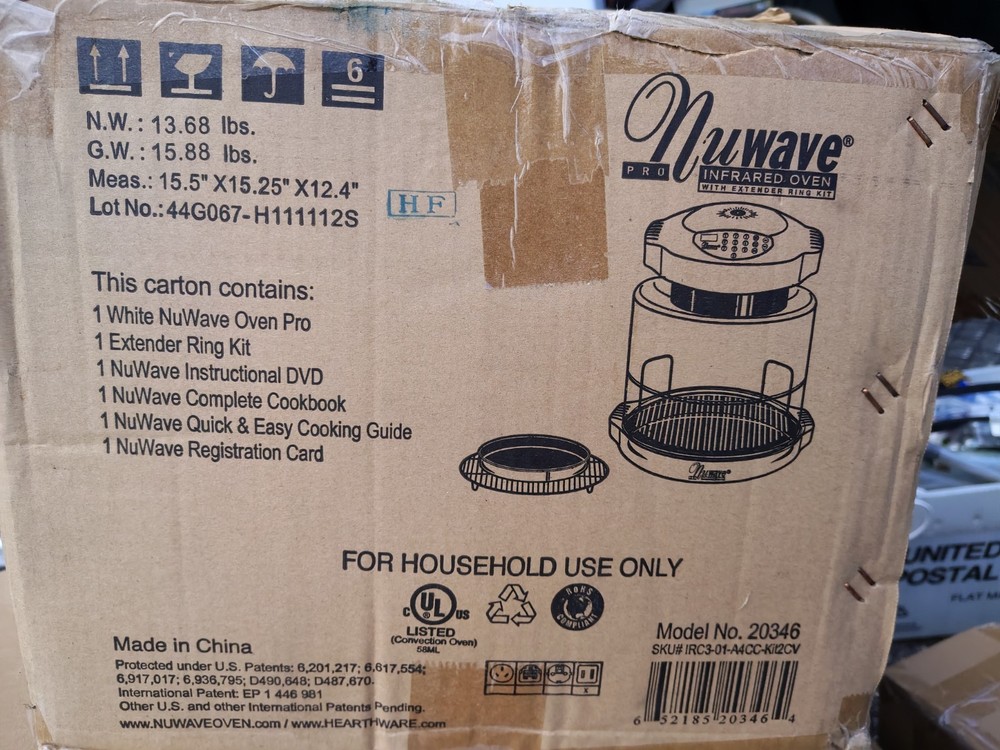 6
N.W.: 13.68 lbs.
G.W.: 15.88 lbs.
Meas.: 15.5" X15.25" X12.4"
Lot No.: 44G067-H111112S
HF
Nuwave®
PRO
INFRARED OVEN
WITH EXTENDER RING KIT
This carton contains:
1 White NuWave Oven Pro
1 Extender Ring Kit
1 NuWave Instructional DVD
1 NuWave Complete Cookbook
1 NuWave Quick & Easy Cooking Guide
1 NuWave Registration Card
Nuwave®
FOR HOUSEHOLD USE ONLY
C UL US
LISTED
(Convection Oven)
58ML
RoHS
COMPLIANT
Made in China
Protected under U.S. Patents: 6,201,217; 6,617,554;
6,917,017; 6,936,795; D490,648; D487,670.
International Patent: EP 1 446 981
Other U.S. and other International Patents Pending.
www.NUWAVEOVEN.com / www.HEARTHWARE.com
X
Model No. 20346
SKU# IRC3-01-A4CC-Kit2CV
6 52185 20346 4
UNITED
POSTAL